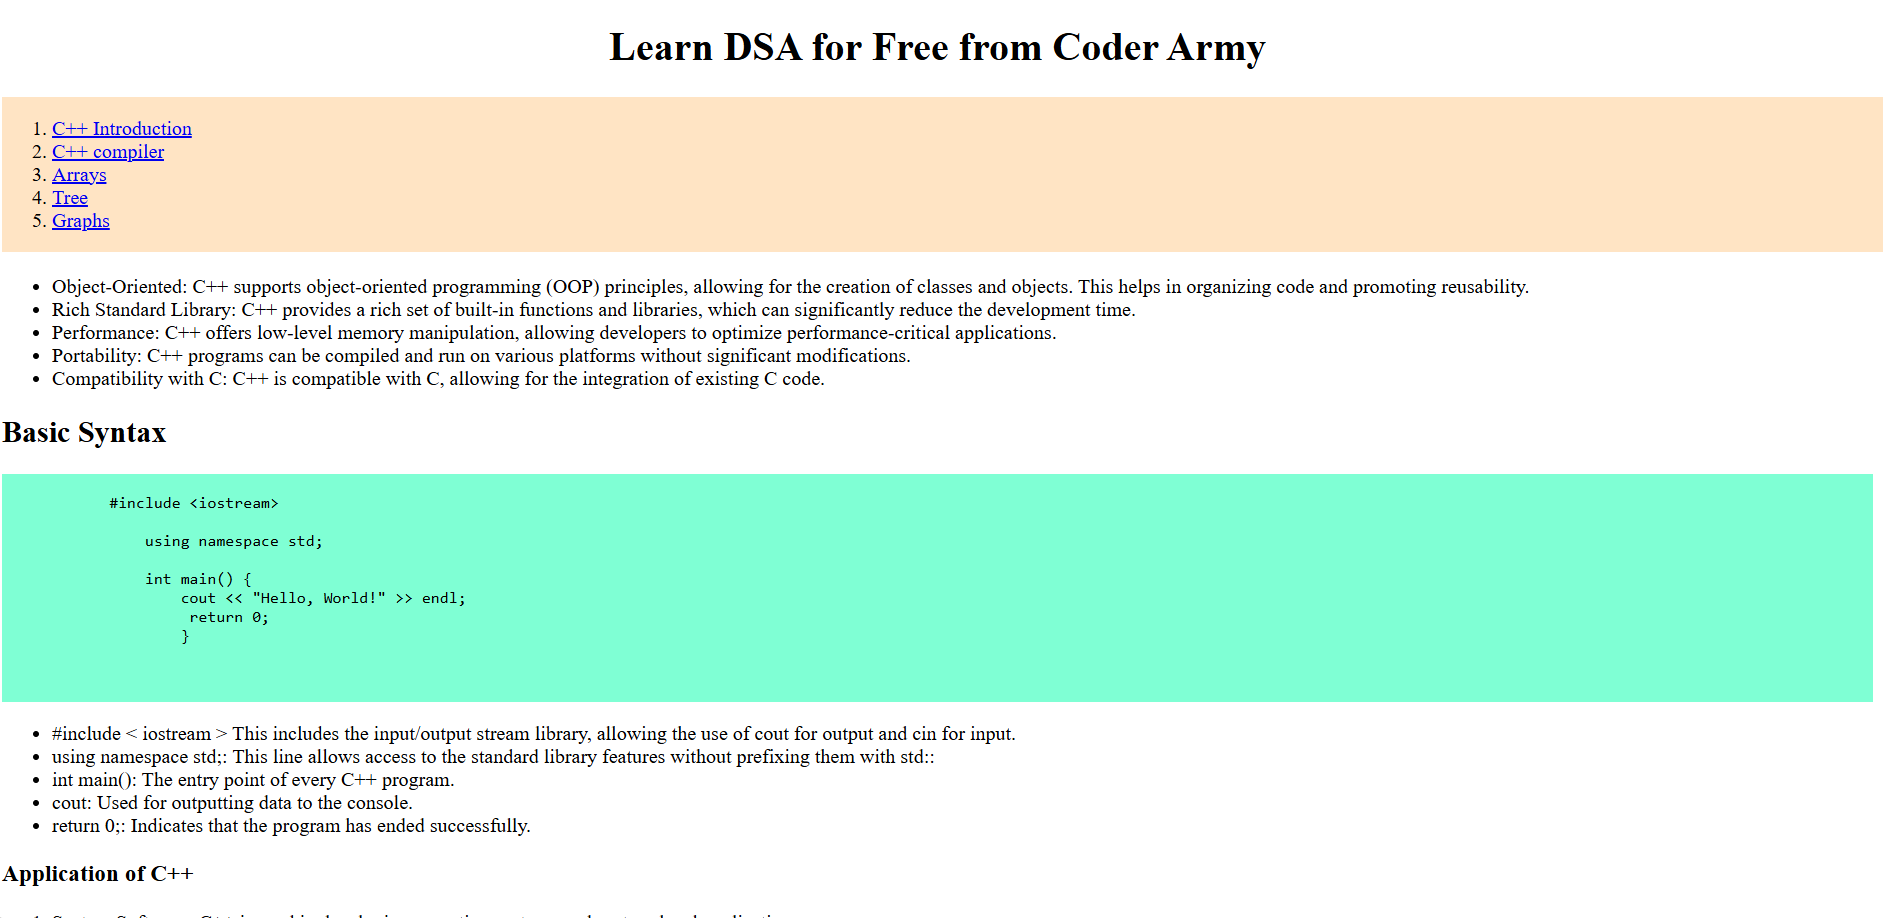 Learn DSA for Free from Coder Army
1. C++ Introduction
2. C++ compiler
3. Arrays
4. Tree
5. Graphs
• Object-Oriented: C++ supports object-oriented programming (OOP) principles, allowing for the creation of classes and objects. This helps in organizing code and promoting reusability.
• Rich Standard Library: C++ provides a rich set of built-in functions and libraries, which can significantly reduce the development time.
• Performance: C++ offers low-level memory manipulation, allowing developers to optimize performance-critical applications.
• Portability: C++ programs can be compiled and run on various platforms without significant modifications.
• Compatibility with C: C++ is compatible with C, allowing for the integration of existing C code.
Basic Syntax
#include <iostream>
using namespace std;
int main() {
cout << "Hello, World!" >> endl;
return 0;
}
• #include < iostream > This includes the input/output stream library, allowing the use of cout for output and cin for input.
• using namespace std;: This line allows access to the standard library features without prefixing them with std::
• int main(): The entry point of every C++ program.
• cout: Used for outputting data to the console.
• return 0;: Indicates that the program has ended successfully.
Application of C++